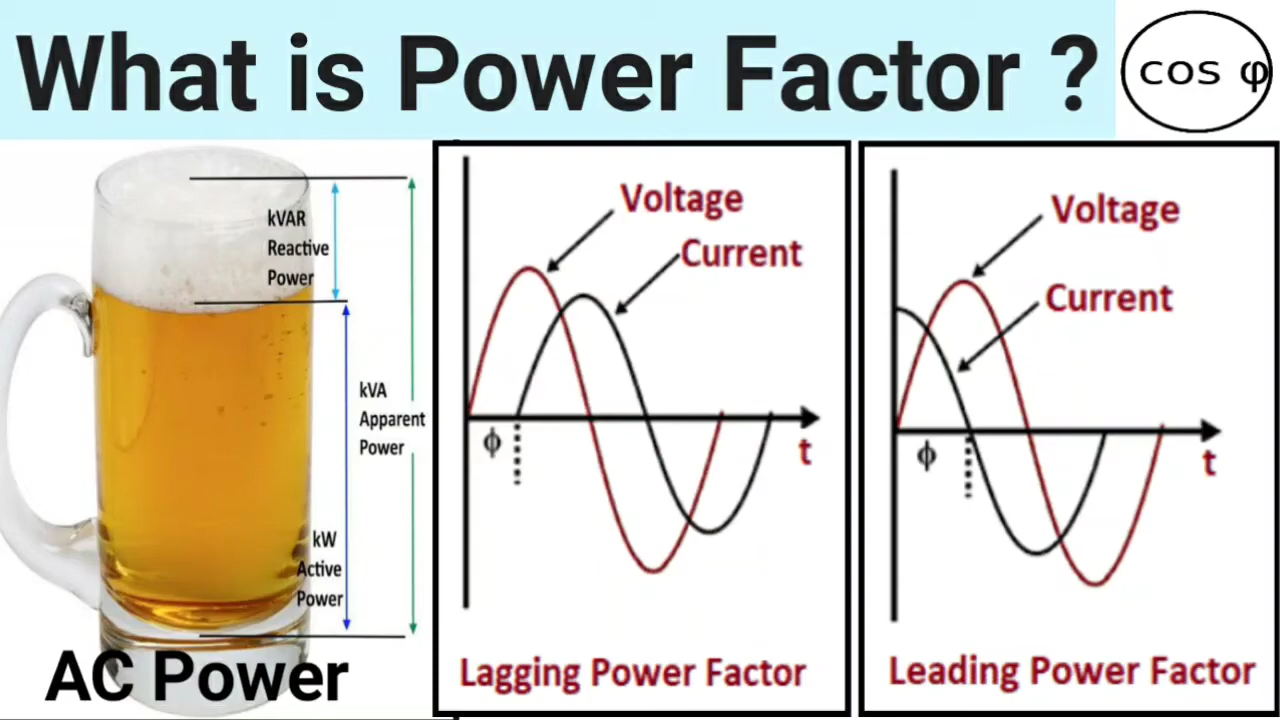 What is Power Factor ?
cos φ
kVAR
Reactive
Power
kVA
Apparent
Power
kW
Active
Power
AC Power
Voltage
Current
ϕ
t
Lagging Power Factor
Voltage
Current
ϕ
t
Leading Power Factor